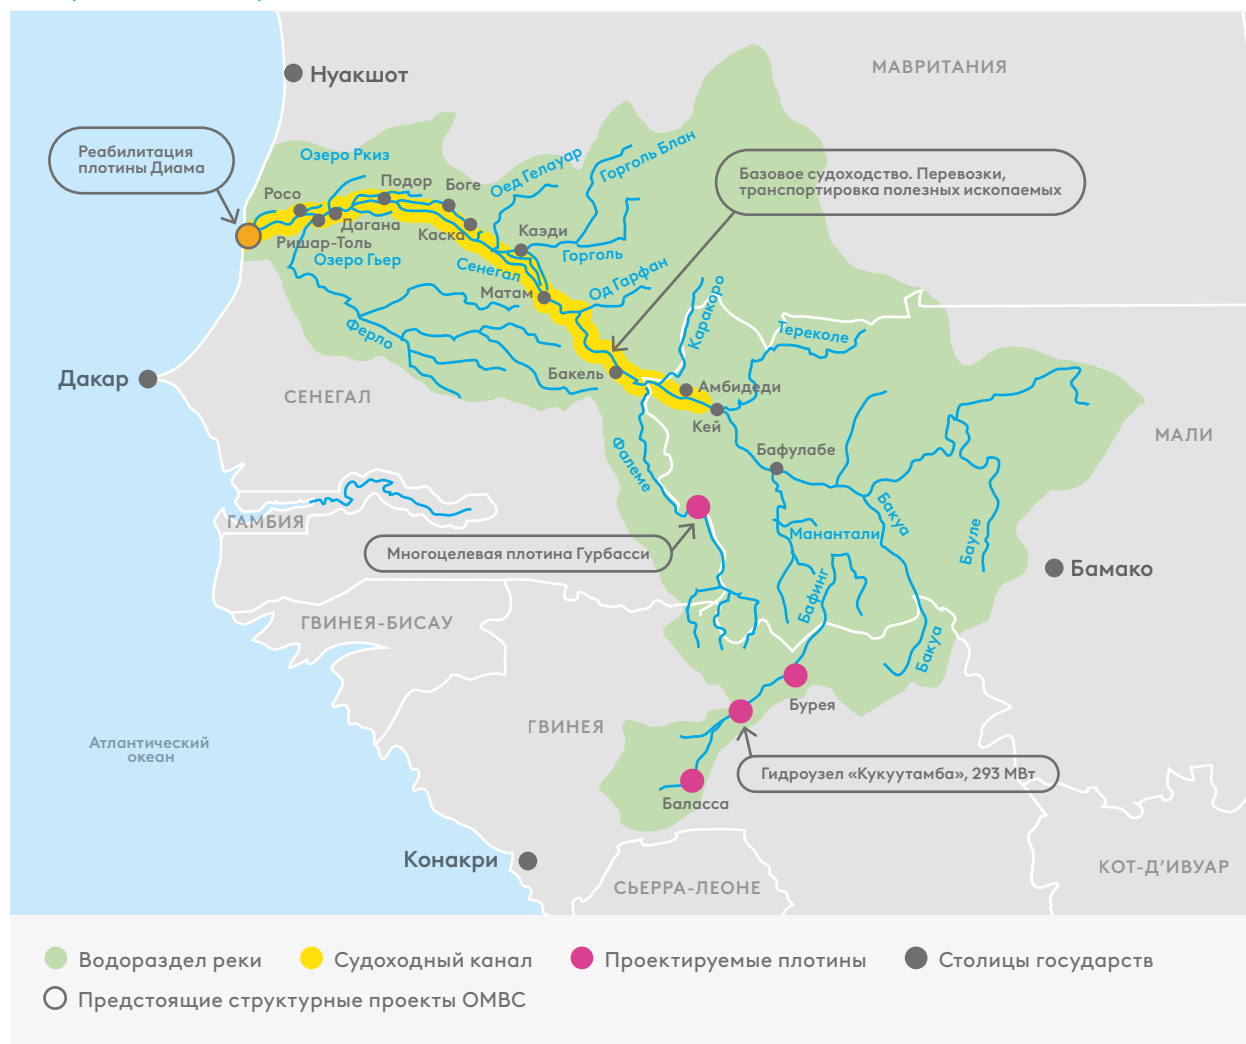 Нуакшот
МАВРИТАНИЯ
Реабилитация
плотины Диама
Озеро Ркиз
Оед Гелауар
Горголь Блан
Базовое судоходство. Перевозки,
транспортировка полезных ископаемых
Росо
Подор
Боге
Дагана
Каска
Каэди
Ришар-Толь
Озеро Гьер
Сенегал
Горголь
Матам
Од Гарфан
Каракоро
Тереколе
Ферло
Бакель
Амбидеди
Дакар
СЕНЕГАЛ
Кей
МАЛИ
Фалеме
Бафулабе
ГАМБИЯ
Манантали
Бакуа
Бауле
Многоцелевая плотина Гурбасси
Бафинг
Бамако
ГВИНЕЯ-БИСАУ
Бакуа
Бурея
ГВИНЕЯ
Атлантический
океан
Гидроузел «Кукуутамба», 293 МВт
Баласса
Конакри
СЬЕРРА-ЛЕОНЕ
КОТ-Д’ИВУАР
Водораздел реки
Судоходный канал
Проектируемые плотины
Столицы государств
Предстоящие структурные проекты ОМВС